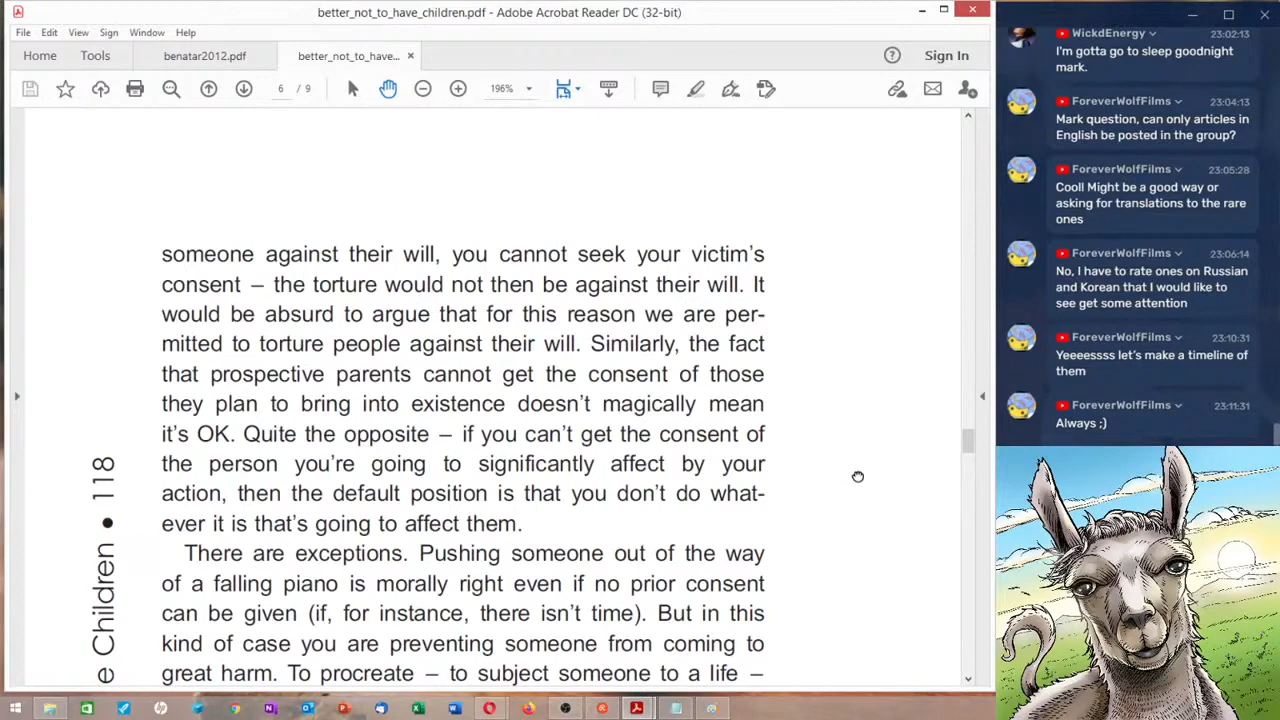 better_not_to_have_children.pdf - Adobe Acrobat Reader DC (32-bit)
File Edit View Sign Window Help
Home Tools benatar2012.pdf better_not_to_have... × Sign In
6 / 9 196%
someone against their will, you cannot seek your victim’s
consent – the torture would not then be against their will. It
would be absurd to argue that for this reason we are per-
mitted to torture people against their will. Similarly, the fact
that prospective parents cannot get the consent of those
they plan to bring into existence doesn’t magically mean
it’s OK. Quite the opposite – if you can’t get the consent of
the person you’re going to significantly affect by your
action, then the default position is that you don’t do what-
ever it is that’s going to affect them.
There are exceptions. Pushing someone out of the way
of a falling piano is morally right even if no prior consent
can be given (if, for instance, there isn’t time). But in this
kind of case you are preventing someone from coming to
great harm. To procreate – to subject someone to a life –
e Children • 118
WickdEnergy 23:02:13
I'm gotta go to sleep goodnight
mark.
ForeverWolfFilms 23:04:13
Mark question, can only articles in
English be posted in the group?
ForeverWolfFilms 23:05:28
Cooll Might be a good way or
asking for translations to the rare
ones
ForeverWolfFilms 23:06:14
No, I have to rate ones on Russian
and Korean that I would like to
see get some attention
ForeverWolfFilms 23:10:31
Yeeeessss let’s make a timeline of
them
ForeverWolfFilms 23:11:31
Always ;)